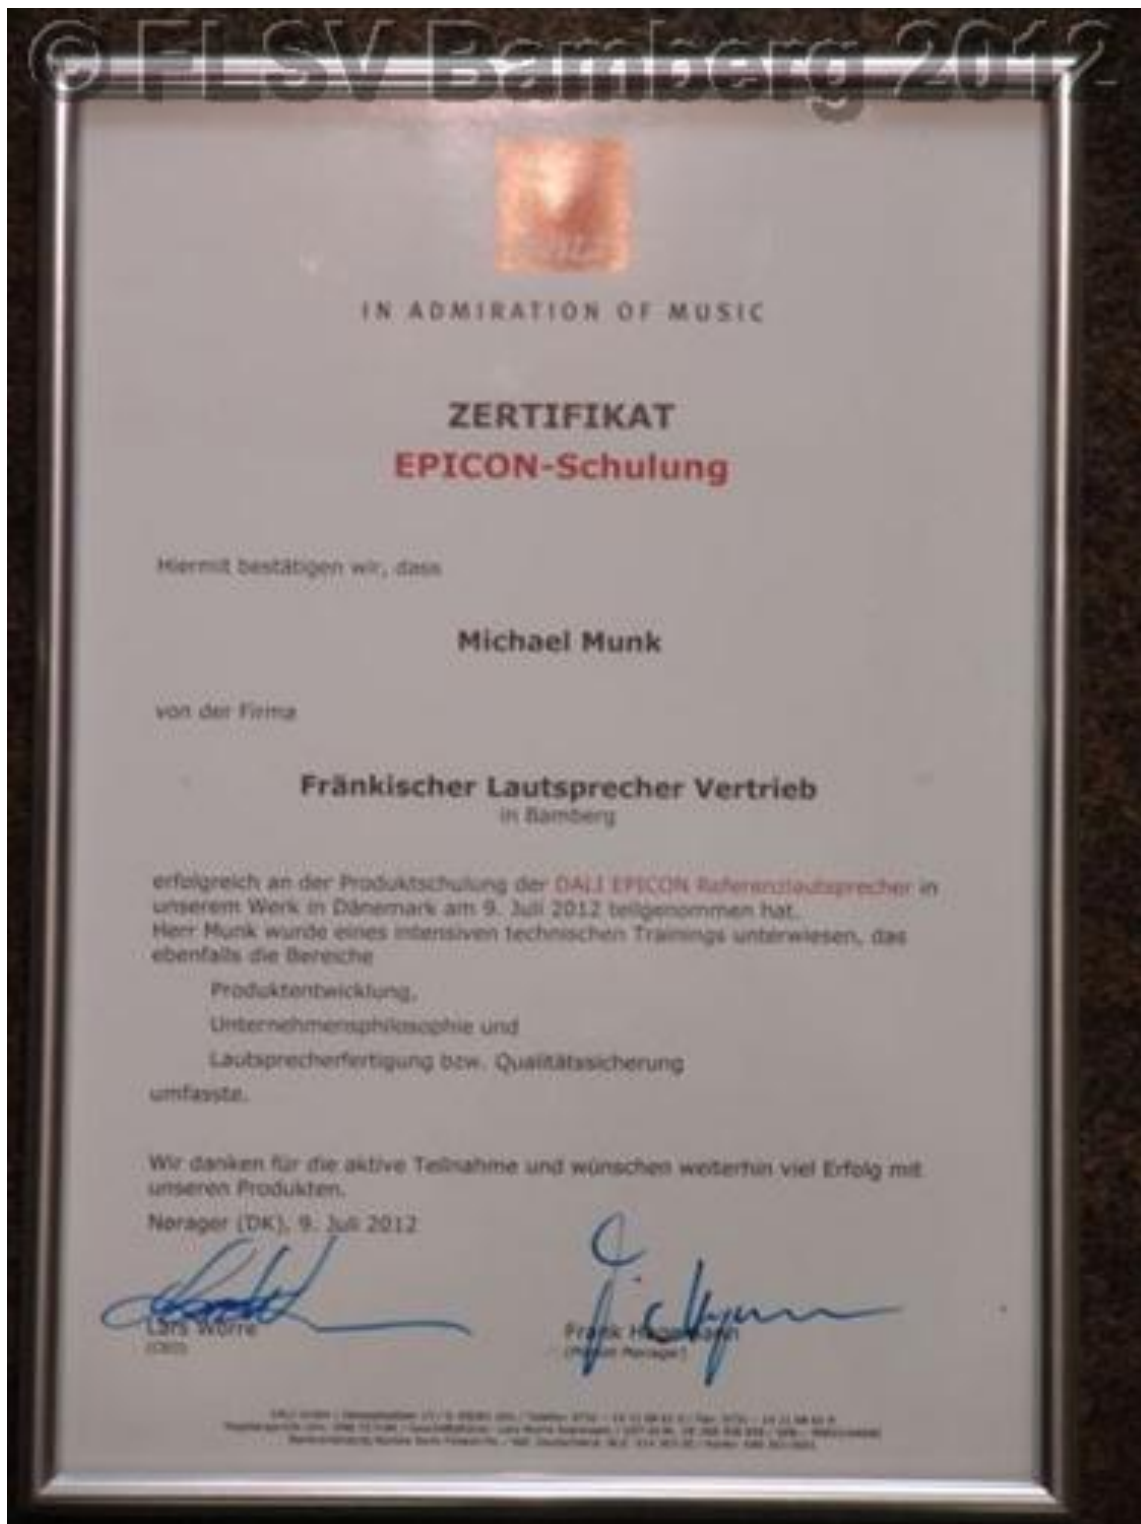 © FLSV Bamberg 2012
IN ADMIRATION OF MUSIC
ZERTIFIKAT
EPICON-Schulung
Hiermit bestätigen wir, dass
Michael Munk
von der Firma
Fränkischer Lautsprecher Vertrieb
in Bamberg
erfolgreich an der Produktschulung der DALI EPICON Referenzlautsprecher in
unserem Werk in Dänemark am 9. Juli 2012 teilgenommen hat.
Herr Munk wurde eines intensiven technischen Trainings unterwiesen, das
ebenfalls die Bereiche
Produktentwicklung,
Unternehmensphilosophie und
Lautsprecherfertigung bzw. Qualitätssicherung
umfasste.
Wir danken für die aktive Teilnahme und wünschen weiterhin viel Erfolg mit
unseren Produkten.
Nørager (DK), 9. Juli 2012
Lars Worre
(CEO)
Frank